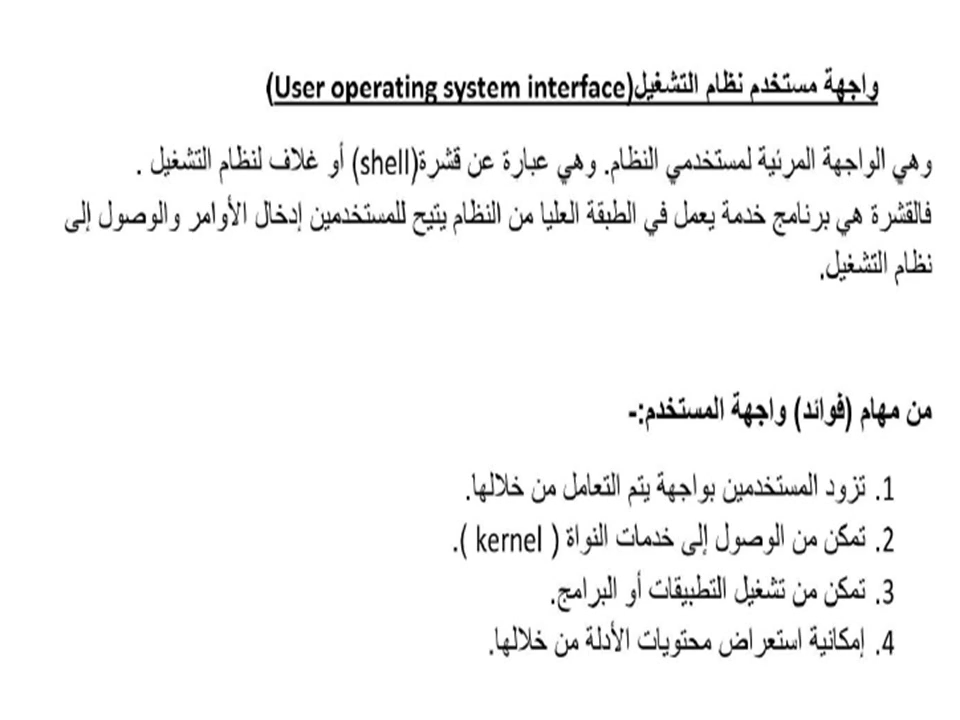 واجهة مستخدم نظام التشغيل(User operating system interface)
وهي الواجهة المرئية لمستخدمي النظام. وهي عبارة عن قشرة(shell) أو غلاف لنظام التشغيل .
فالقشرة هي برنامج خدمة يعمل في الطبقة العليا من النظام يتيح للمستخدمين إدخال الأوامر والوصول إلى
نظام التشغيل.
من مهام (فوائد) واجهة المستخدم:-
1. تزود المستخدمين بواجهة يتم التعامل من خلالها.
2. تمكن من الوصول إلى خدمات النواة ( kernel ).
3. تمكن من تشغيل التطبيقات أو البرامج.
4. إمكانية استعراض محتويات الأدلة من خلالها.